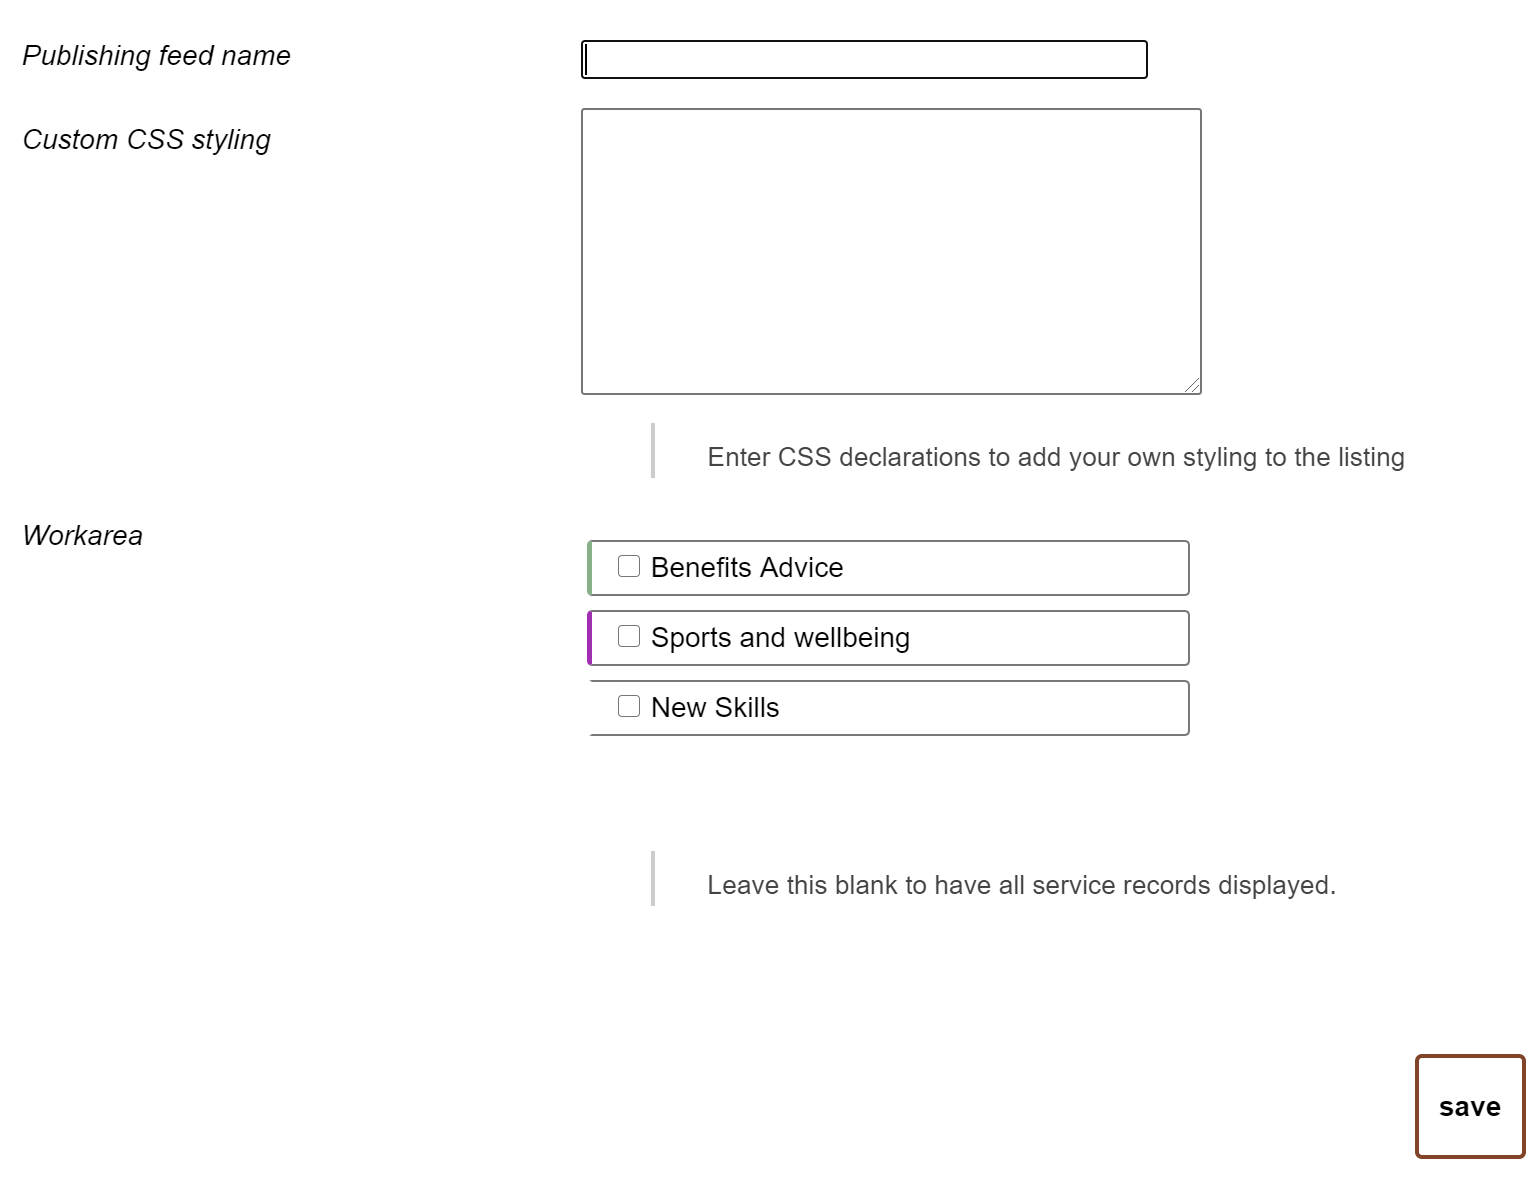 Publishing feed name
Custom CSS styling
Enter CSS declarations to add your own styling to the listing
Workarea
Benefits Advice
Sports and wellbeing
New Skills
Leave this blank to have all service records displayed.
save